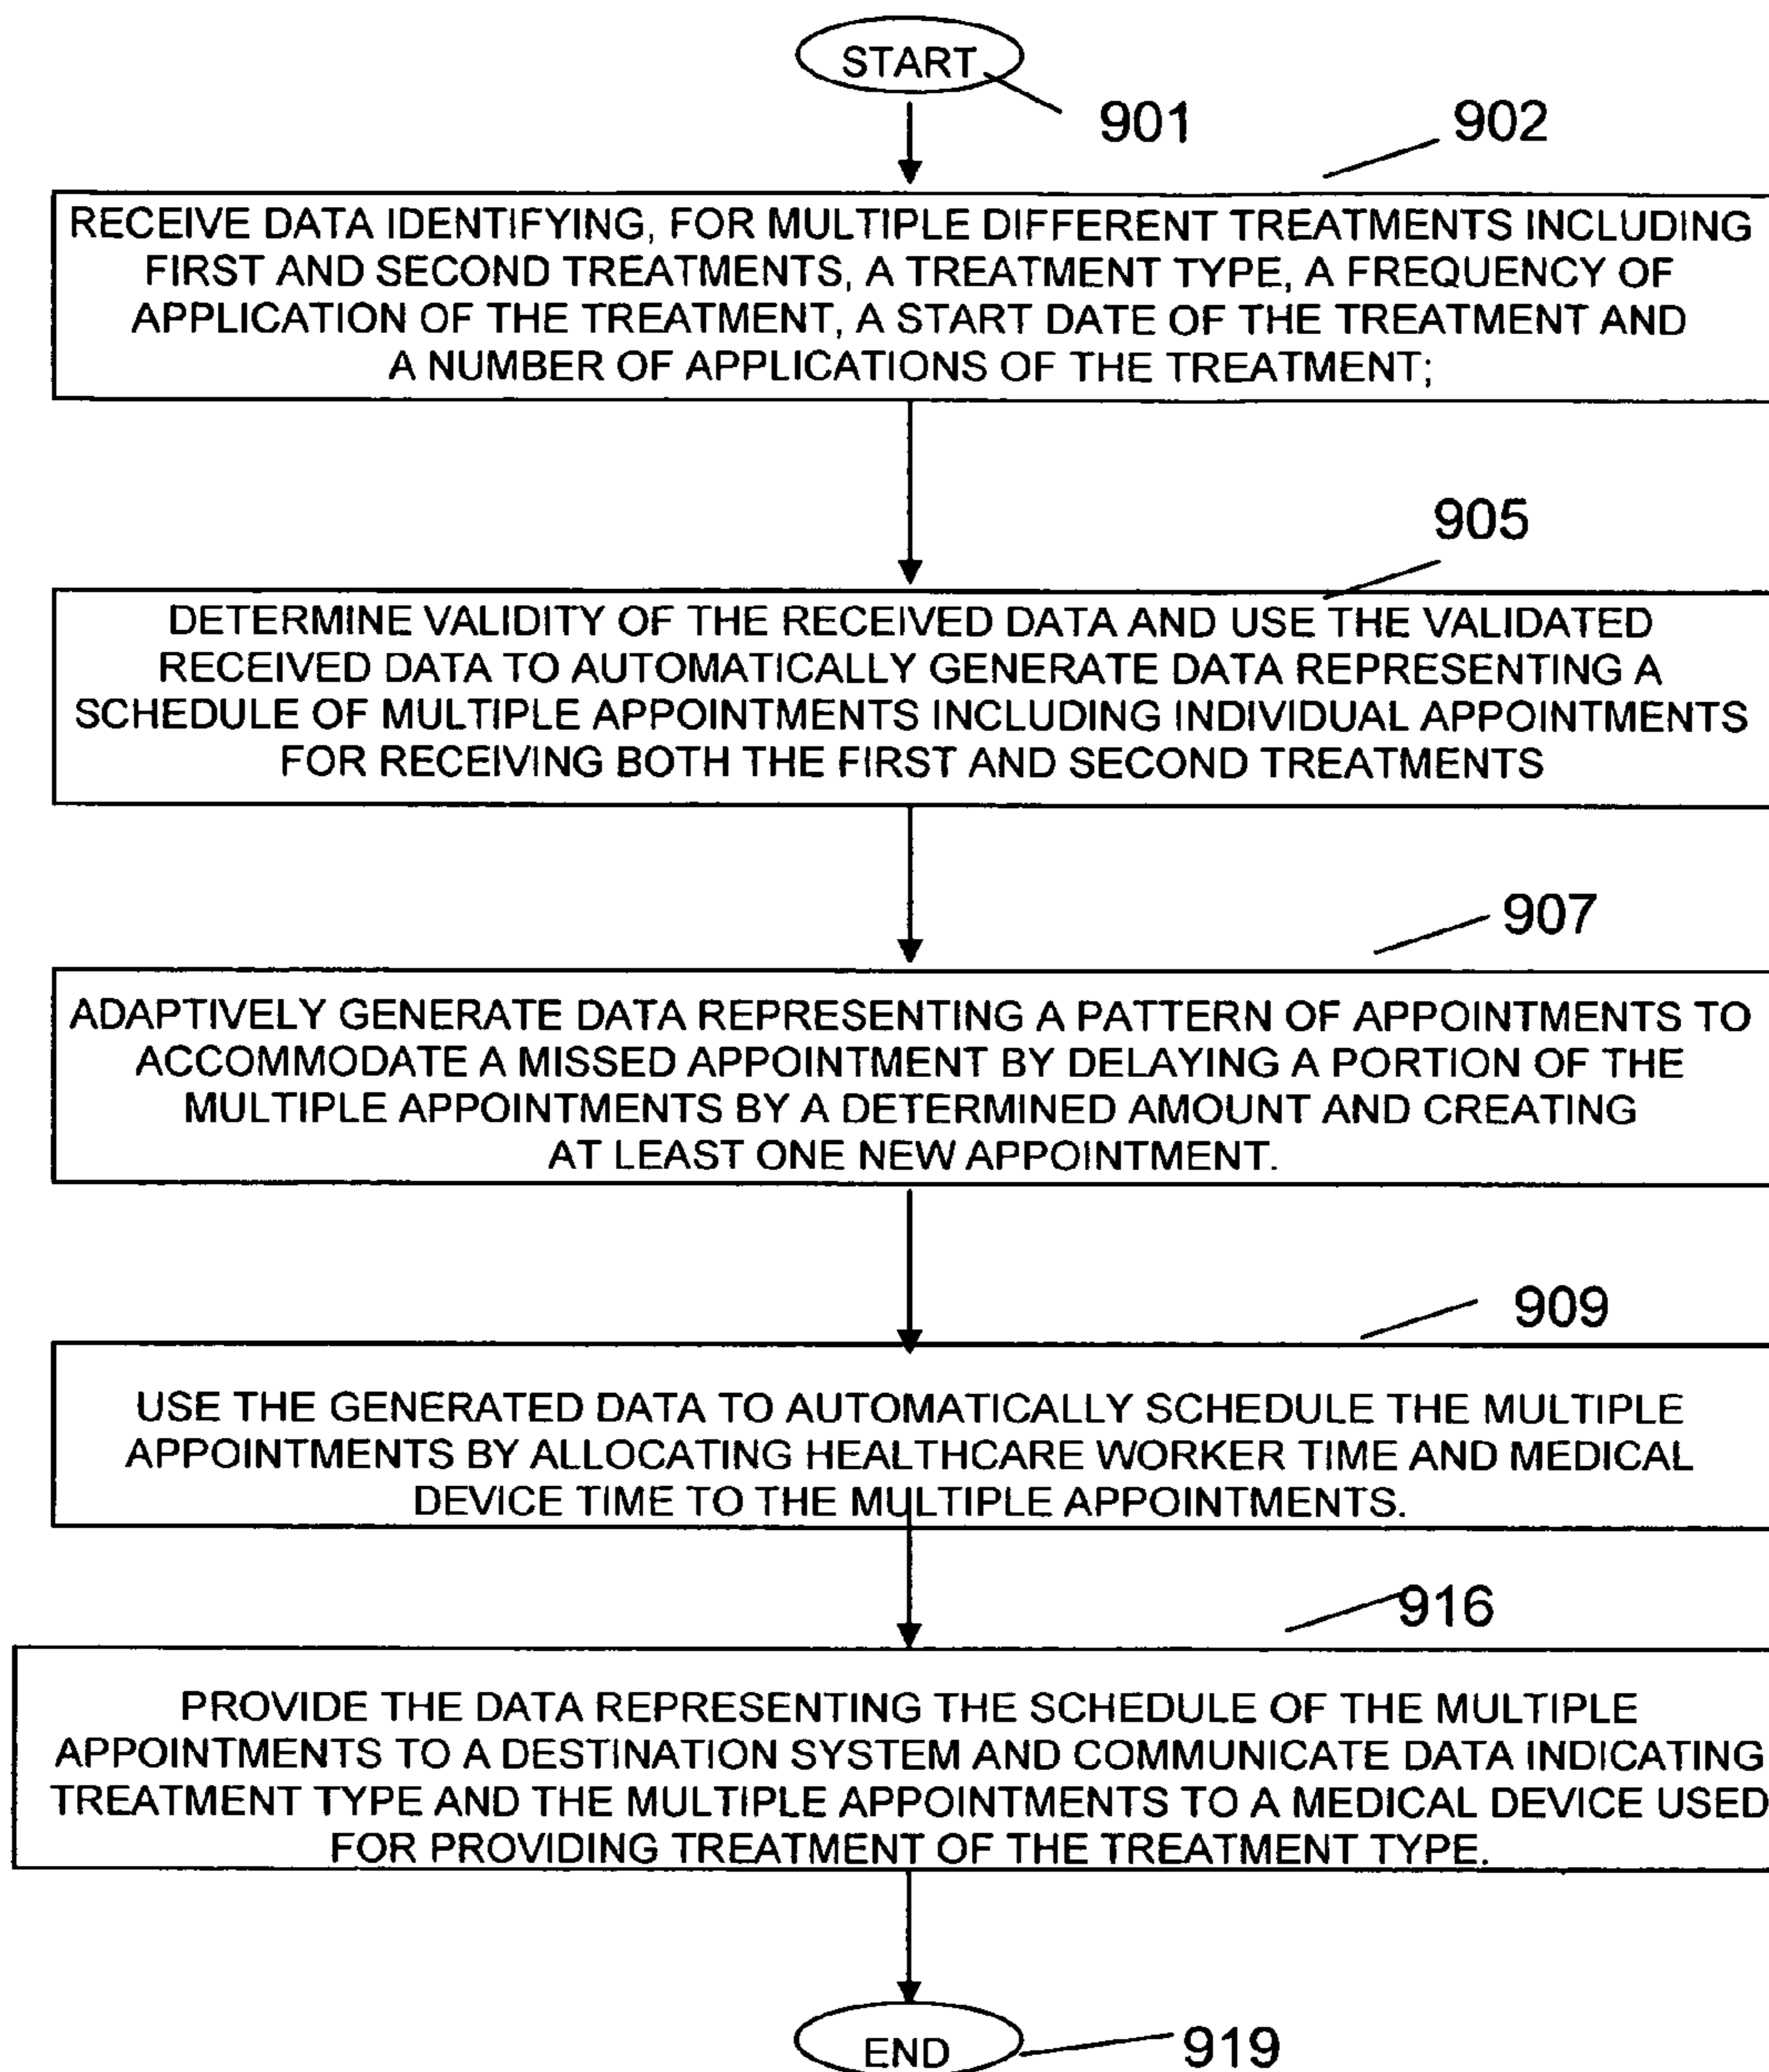 START
901
902
RECEIVE DATA IDENTIFYING, FOR MULTIPLE DIFFERENT TREATMENTS INCLUDING
FIRST AND SECOND TREATMENTS, A TREATMENT TYPE, A FREQUENCY OF
APPLICATION OF THE TREATMENT, A START DATE OF THE TREATMENT AND
A NUMBER OF APPLICATIONS OF THE TREATMENT;
905
DETERMINE VALIDITY OF THE RECEIVED DATA AND USE THE VALIDATED
RECEIVED DATA TO AUTOMATICALLY GENERATE DATA REPRESENTING A
SCHEDULE OF MULTIPLE APPOINTMENTS INCLUDING INDIVIDUAL APPOINTMENTS
FOR RECEIVING BOTH THE FIRST AND SECOND TREATMENTS
907
ADAPTIVELY GENERATE DATA REPRESENTING A PATTERN OF APPOINTMENTS TO
ACCOMMODATE A MISSED APPOINTMENT BY DELAYING A PORTION OF THE
MULTIPLE APPOINTMENTS BY A DETERMINED AMOUNT AND CREATING
AT LEAST ONE NEW APPOINTMENT.
909
USE THE GENERATED DATA TO AUTOMATICALLY SCHEDULE THE MULTIPLE
APPOINTMENTS BY ALLOCATING HEALTHCARE WORKER TIME AND MEDICAL
DEVICE TIME TO THE MULTIPLE APPOINTMENTS.
916
PROVIDE THE DATA REPRESENTING THE SCHEDULE OF THE MULTIPLE
APPOINTMENTS TO A DESTINATION SYSTEM AND COMMUNICATE DATA INDICATING
TREATMENT TYPE AND THE MULTIPLE APPOINTMENTS TO A MEDICAL DEVICE USED
FOR PROVIDING TREATMENT OF THE TREATMENT TYPE.
END
919